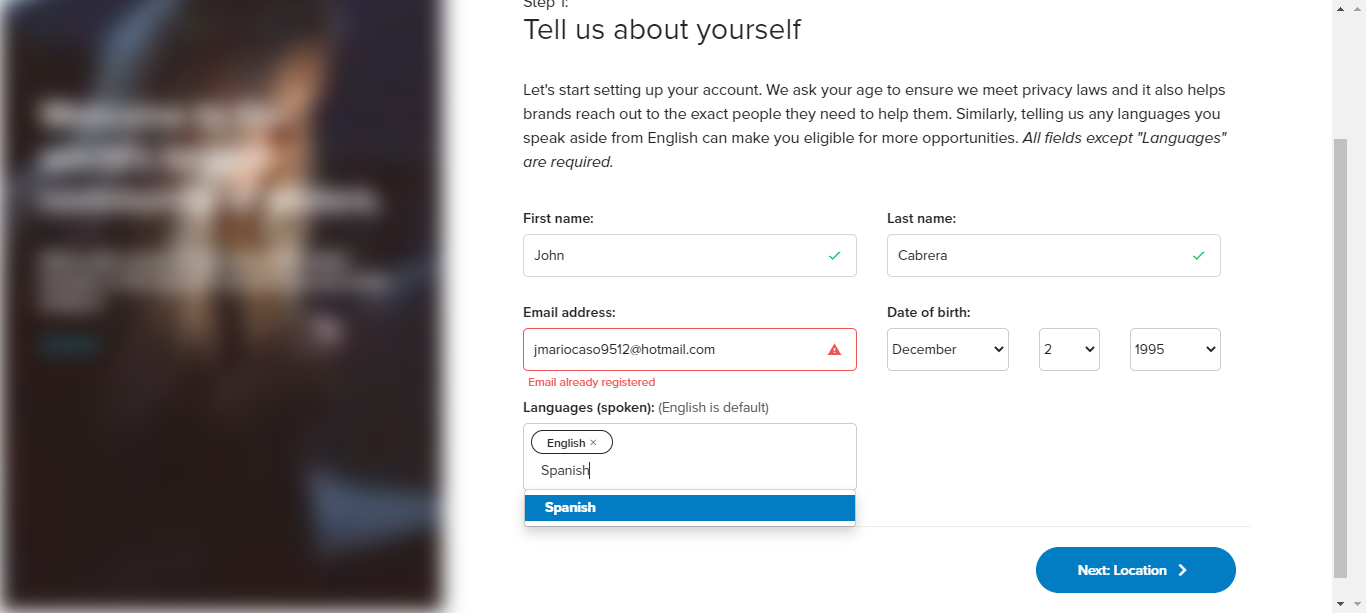 Step 1:
Tell us about yourself
Let's start setting up your account. We ask your age to ensure we meet privacy laws and it also helps
brands reach out to the exact people they need to help them. Similarly, telling us any languages you
speak aside from English can make you eligible for more opportunities. All fields except "Languages"
are required.
First name:
Last name:
John
Cabrera
Email address:
Date of birth:
jmariocaso9512@hotmail.com
December
2
1995
Email already registered
Languages (spoken): (English is default)
English ×
Spanish
Spanish
Next: Location